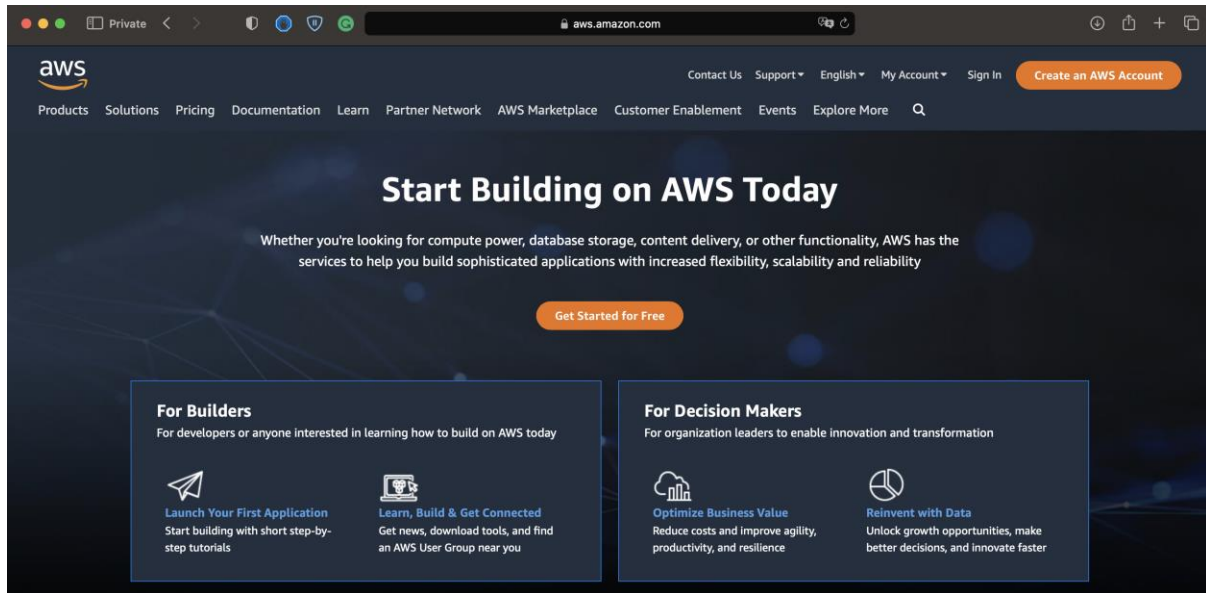 Private
aws.amazon.com
aws
Contact Us Support English My Account Sign In Create an AWS Account
Products Solutions Pricing Documentation Learn Partner Network AWS Marketplace Customer Enablement Events Explore More
Start Building on AWS Today
Whether you're looking for compute power, database storage, content delivery, or other functionality, AWS has the
services to help you build sophisticated applications with increased flexibility, scalability and reliability
Get Started for Free
For Builders
For developers or anyone interested in learning how to build on AWS today
Launch Your First Application
Start building with short step-by-
step tutorials
Learn, Build & Get Connected
Get news, download tools, and find
an AWS User Group near you
For Decision Makers
For organization leaders to enable innovation and transformation
Optimize Business Value
Reduce costs and improve agility,
productivity, and resilience
Reinvent with Data
Unlock growth opportunities, make
better decisions, and innovate faster